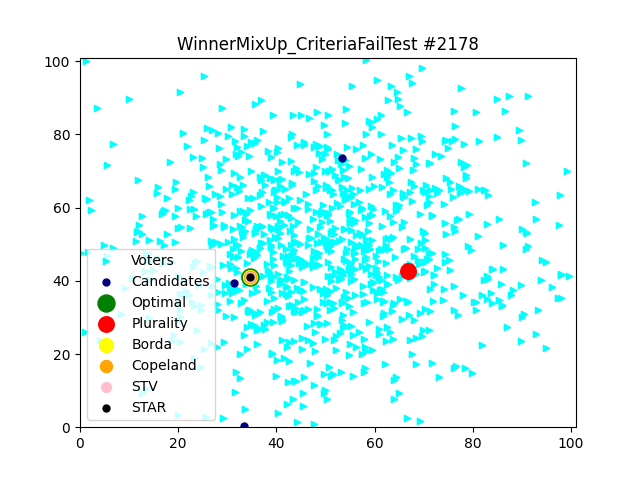 WinnerMixUp_CriteriaFailTest #2178
100
80
60
40
20
0
Voters
Candidates
Optimal
Plurality
Borda
Copeland
STV
STAR
0 20 40 60 80 100